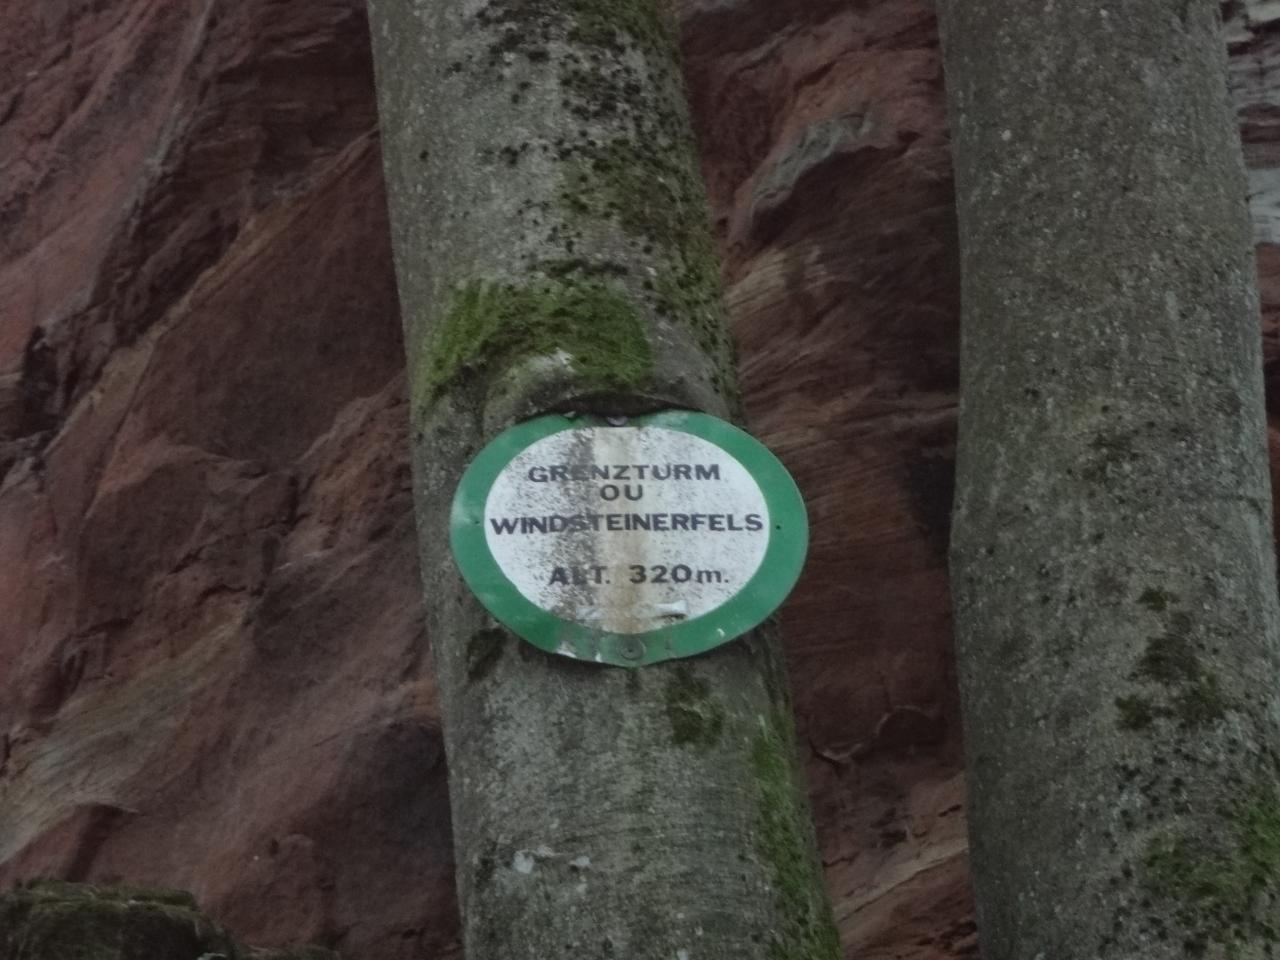 GRENZTURM
OU
WINDSTEINERFELS
ALT. 320m.